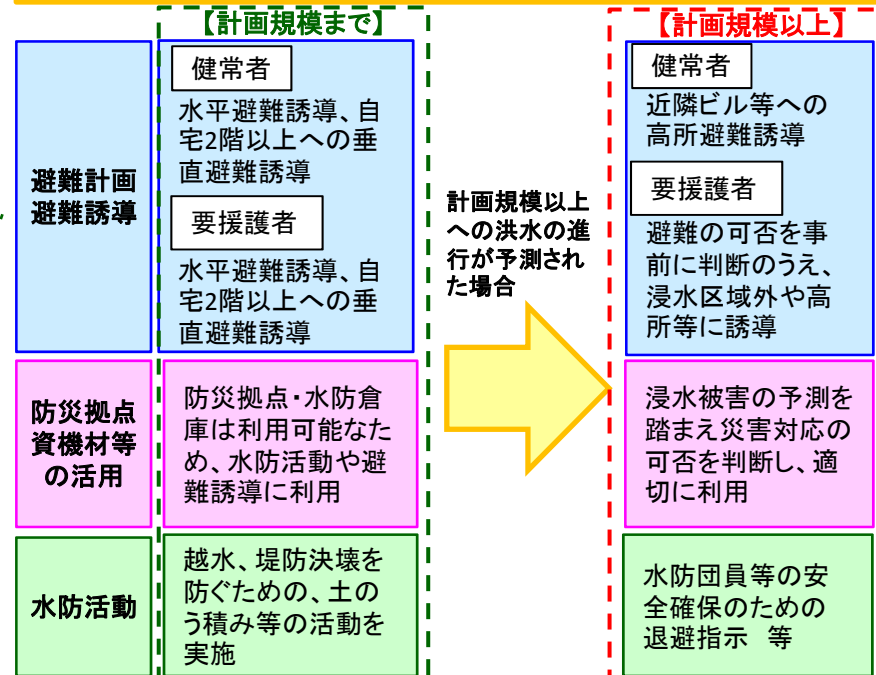 【計画規模まで】
【計画規模以上】
避難計画
避難誘導
健常者
水平避難誘導、自
宅2階以上への垂
直避難誘導
要援護者
水平避難誘導、自
宅2階以上への垂
直避難誘導
計画規模以上
への洪水の進
行が予測され
た場合
健常者
近隣ビル等への
高所避難誘導
要援護者
避難の可否を事
前に判断のうえ、
浸水区域外や高
所等に誘導
防災拠点
資機材等
の活用
防災拠点・水防倉
庫は利用可能なた
め、水防活動や避
難誘導に利用
浸水被害の予測を
踏まえ災害対応の
可否を判断し、適
切に利用
水防活動
越水、堤防決壊を
防ぐための、土の
う積み等の活動を
実施
水防団員等の安
全確保のための
退避指示 等